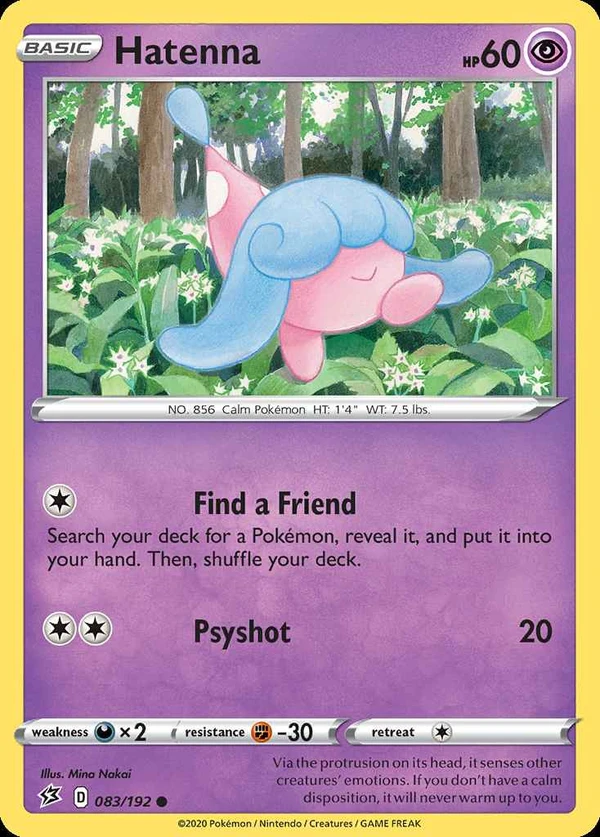 BASIC Hatenna HP60
NO. 856 Calm Pokémon HT: 1'4" WT: 7.5 lbs.
Find a Friend
Search your deck for a Pokémon, reveal it, and put it into
your hand. Then, shuffle your deck.
Psyshot 20
weakness ×2 resistance -30 retreat
Illus. Mina Nakai
D 083/192
Via the protrusion on its head, it senses other
creatures' emotions. If you don't have a calm
disposition, it will never warm up to you.
©2020 Pokémon / Nintendo / Creatures / GAME FREAK